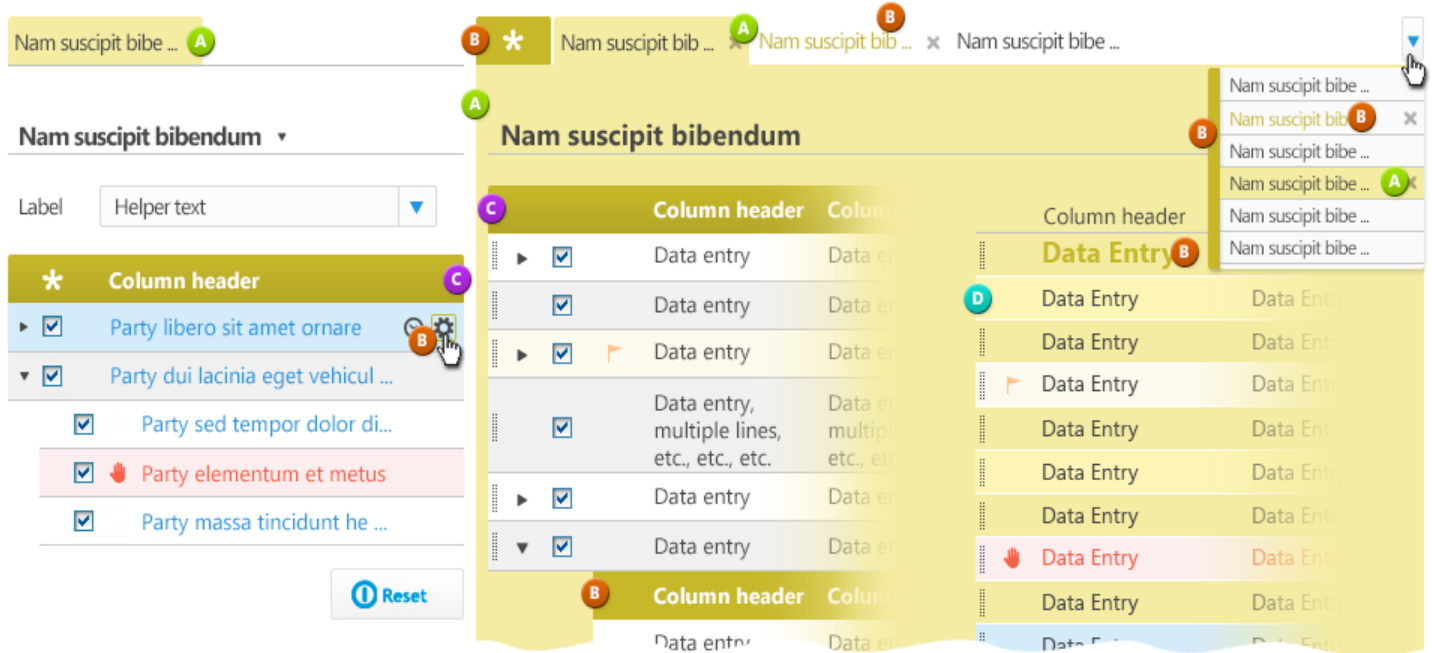 Nam suscipit bibe ... A
B * Nam suscipit bib ... A Nam suscipit bib ... B Nam suscipit bibe ...
A
Nam suscipit bibendum
Label Helper text
* Column header C
Party libero sit amet ornare B
Party dui lacinia eget vehicul ...
Party sed tempor dolor di...
Party elementum et metus
Party massa tincidunt he ...
Reset
Nam suscipit bibendum
C Column header
Data entry
Data entry
Data entry
Data entry, 
multiple lines,
etc., etc., etc.
Data entry
Data entry
B Column header
Data entry
Column header
Data Entry B
D Data Entry
Data Entry
Data Entry
Data Entry
Data Entry
Data Entry
Data Entry
Data Entry
Nam suscipit bibe ...
B Nam suscipit bib B
Nam suscipit bibe ...
Nam suscipit bibe ... A
Nam suscipit bibe ...
Nam suscipit bibe ...